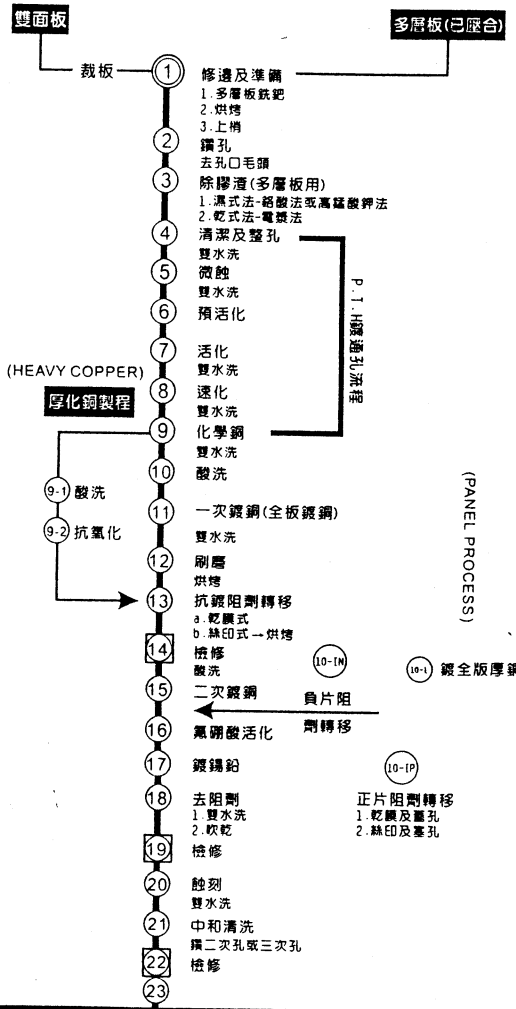 雙面板
多層板(已壓合)
裁板
1 修邊及準備
1.多層板銑靶
2.烘烤
3.上梢
2 鑽孔
去孔口毛頭
3 除膠渣(多層板用)
1.濕式法-鉻酸法或高錳酸鉀法
2.乾式法-電漿法
4 清潔及整孔
雙水洗
5 微蝕
雙水洗
6 預活化
7 活化
雙水洗
8 速化
雙水洗
9 化學銅
雙水洗
P.T.H鍍通孔流程
(HEAVY COPPER)
厚化銅製程
9-1 酸洗
9-2 抗氧化
10 酸洗
11 一次鍍銅(全板鍍銅)
雙水洗
12 刷磨
烘烤
13 抗鍍阻劑轉移
a.乾膜式
b.絲印式→烘烤
14 檢修
酸洗
(PANEL PROCESS)
10-IN
10-1 鍍全版厚銅
15 二次鍍銅
負片阻
劑轉移
16 氟硼酸活化
17 鍍錫鉛
10-IP
18 去阻劑
1.雙水洗
2.吹乾
正片阻劑轉移
1.乾膜及蓋孔
2.絲印及塞孔
19 檢修
20 蝕刻
雙水洗
21 中和清洗
鑽二次孔或三次孔
22 檢修
23